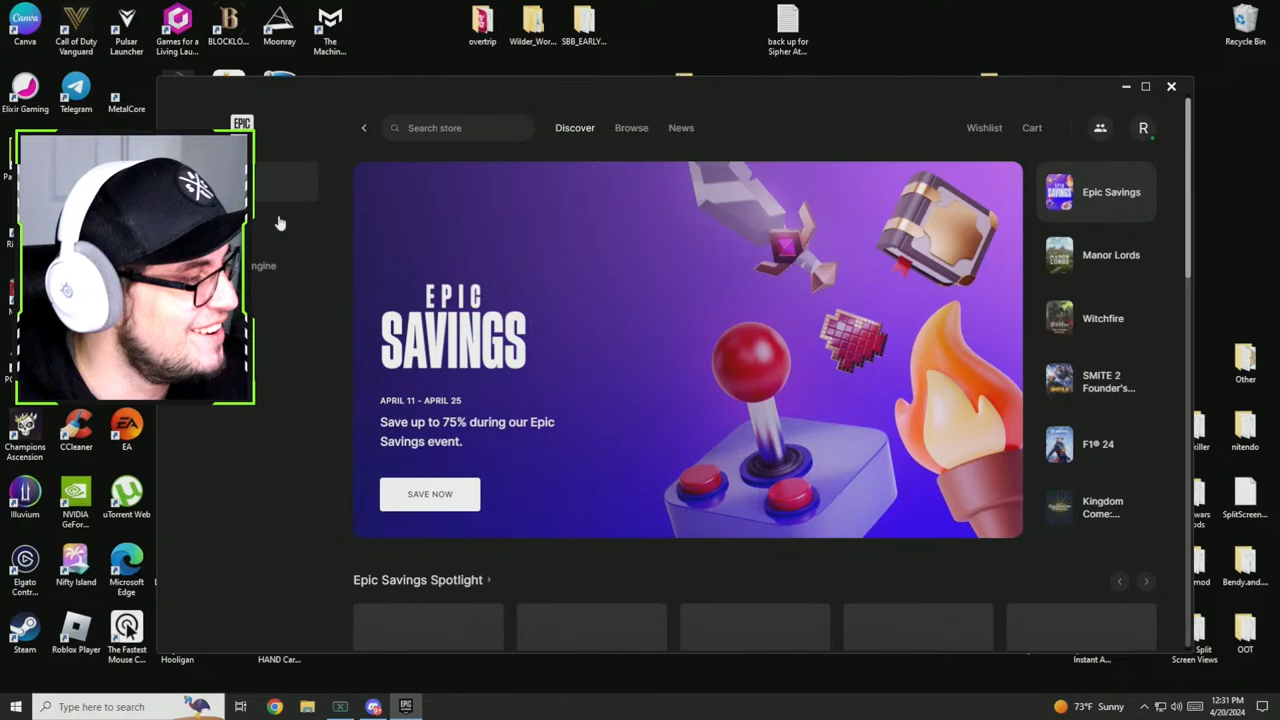 Canva
Call of Duty
Vanguard
Pulsar
Launcher
Games for a
Living Lau...
BLOCKLO...
Moonray
The
Machin...
overtrip
Wilder_Wor...
SBB_EARLY...
back up for
Sipher At...
Recycle Bin
Elixir Gaming
Telegram
MetalCore
EPIC
Search store
Discover
Browse
News
Wishlist
Cart
R
ngine
EPIC
SAVINGS
APRIL 11 - APRIL 25
Save up to 75% during our Epic
Savings event.
SAVE NOW
Epic Savings
Manor Lords
Witchfire
SMITE 2
Founder's...
F1® 24
Kingdom
Come:...
Epic Savings Spotlight
Other
Champions
Ascension
CCleaner
EA
killer
nitendo
Illuvium
NVIDIA
GeFor...
uTorrent Web
SplitScreen...
Elgato
Contr...
Nifty Island
Microsoft
Edge
mod
Bendy.and...
Steam
Roblox Player
The Fastest
Mouse C...
Hooligan
HAND Car...
Split
Screen Views
Instant A...
OOT
Type here to search
EPIC
GAMES
73°F Sunny
12:31 PM
4/20/2024